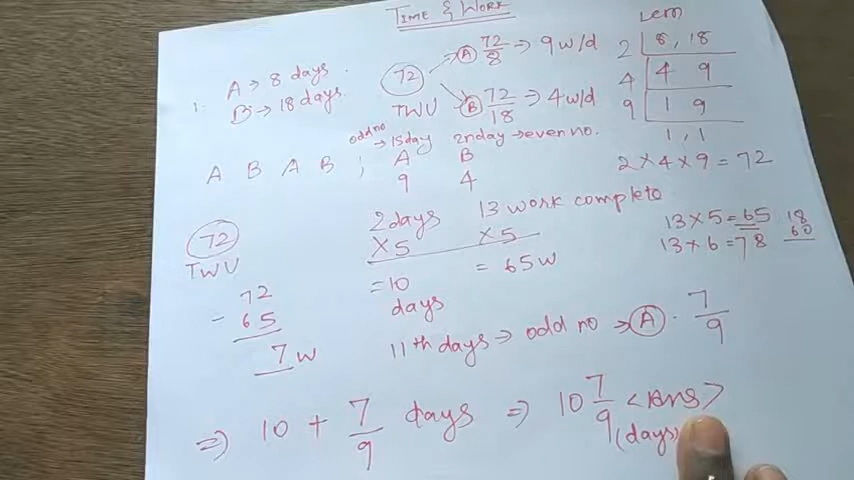 TIME & WORK
1. A → 8 days
B → 18 days
72
TWU
A 72/8 → 9 w/d
B 72/18 → 4 w/d
Lcm
2 | 8, 18
4 | 4 9
9 | 1 9
1, 1
2 × 4 × 9 = 72
A B A B ;
odd no
→ 1st day 2nd day → even no.
A B
9 4
72
TWU
72
- 65
7 w
2 days 13 work complete
×5 ×5
=10 = 65 w
days
13×5 = 65
13×6 = 78
18
60
11th days → odd no → A . 7/9
⇒ 10 + 7/9 days ⇒ 10 7/9 <Ans>
(days)